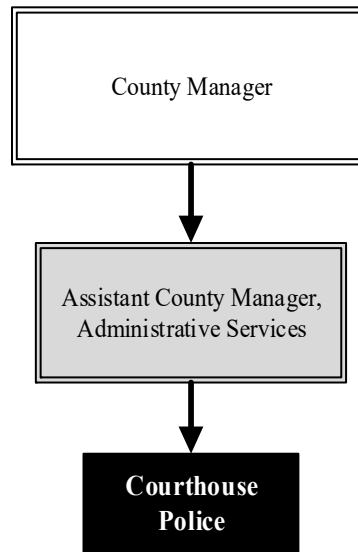 County Manager
Assistant County Manager,
Administrative Services
Courthouse
Police